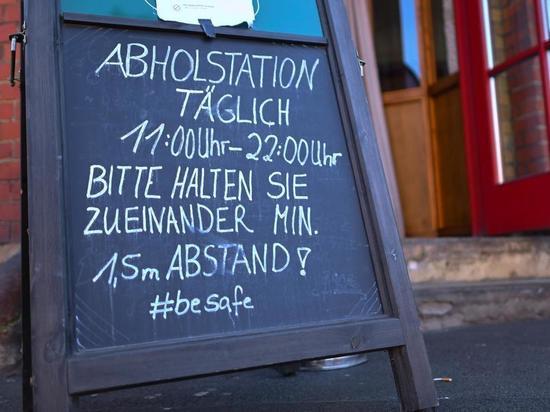 ABHOLSTATION
TÄGLICH
11:00Uhr-22:00Uhr
BITTE HALTEN SIE
ZUEINANDER MIN.
1,5m ABSTAND!
#besafe